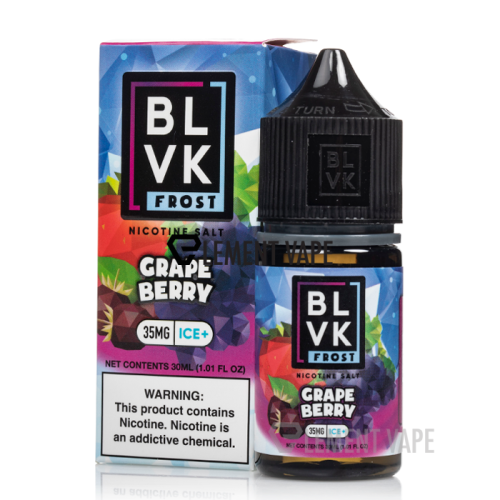 BL
VK
FROST
NICOTINE SALT
GRAPE
BERRY
35MG ICE+
NET CONTENTS 30ML (1.01 FL OZ)
WARNING:
This product contains
Nicotine. Nicotine is
an addictive chemical.
TURN
BL
VK
BL
VK
FROST
NICOTINE SALT
GRAPE
BERRY
35MG ICE+
ELEMENT VAPE
ELEMENT VAPE